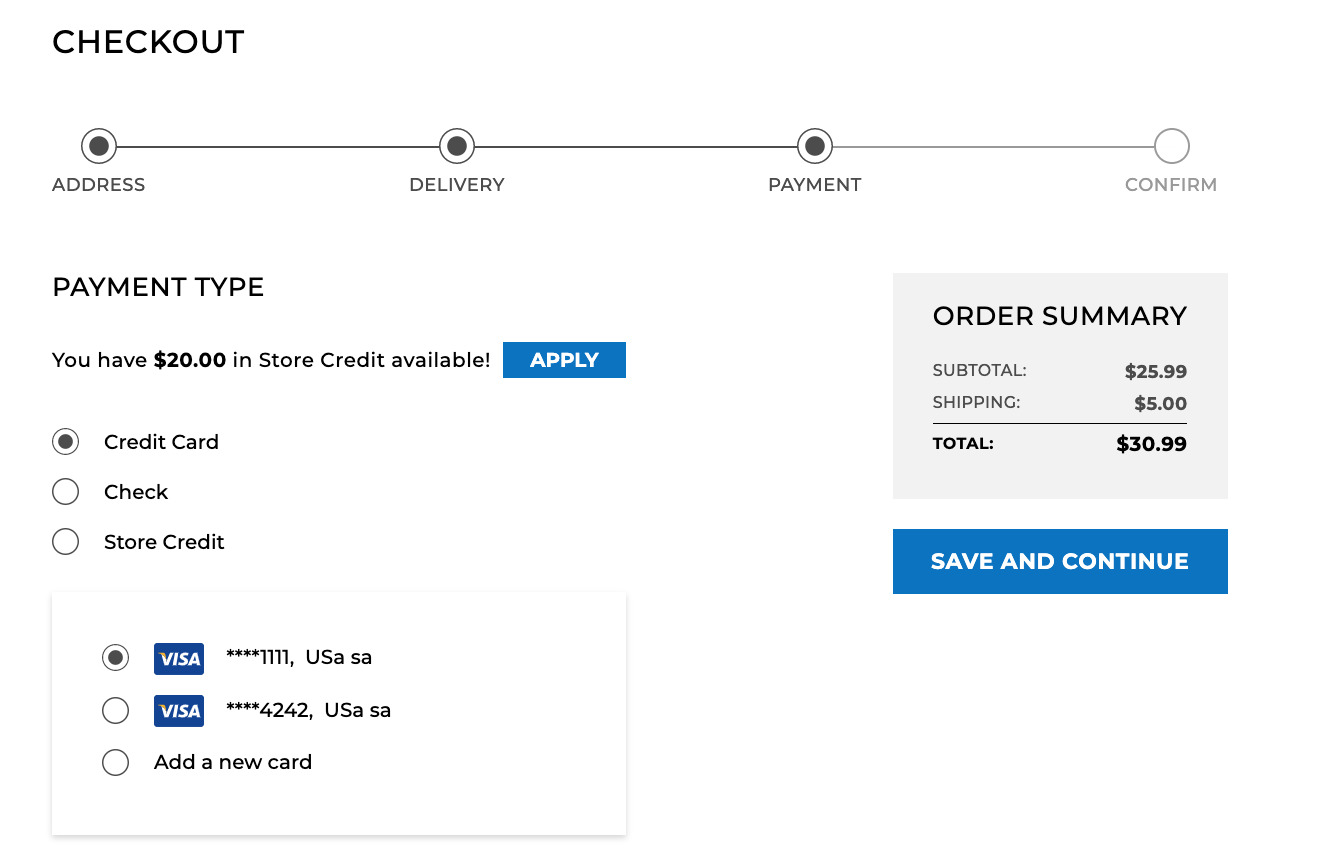 CHECKOUT
ADDRESS DELIVERY PAYMENT CONFIRM
PAYMENT TYPE
You have $20.00 in Store Credit available! APPLY
Credit Card
Check
Store Credit
VISA ****1111, USa sa
VISA ****4242, USa sa
Add a new card
ORDER SUMMARY
SUBTOTAL: $25.99
SHIPPING: $5.00
TOTAL: $30.99
SAVE AND CONTINUE